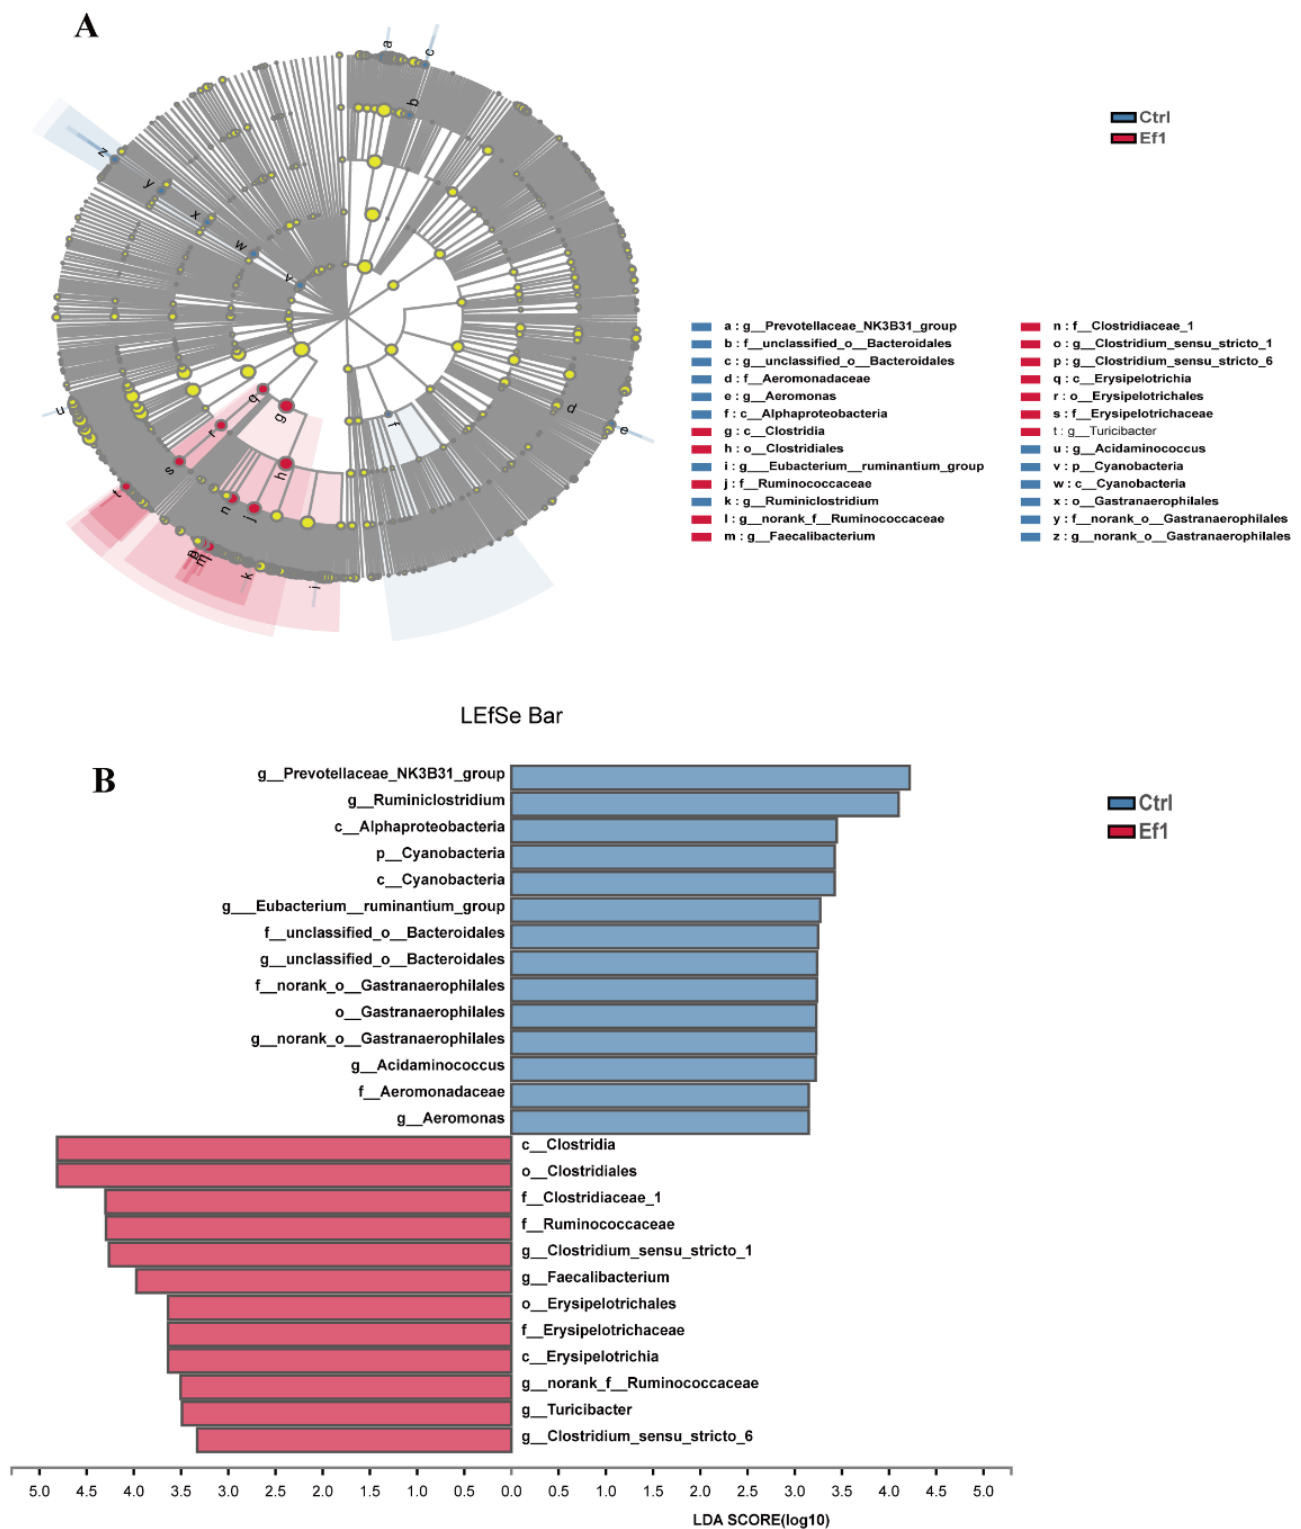 A
a
c
b
z
y
x
w
v
u
d
e
f
q
g
r
s
h
n
j
t
m
k
i
Ctrl
Ef1
a : g__Prevotellaceae_NK3B31_group
b : f__unclassified_o__Bacteroidales
c : g__unclassified_o__Bacteroidales
d : f__Aeromonadaceae
e : g__Aeromonas
f : c__Alphaproteobacteria
g : c__Clostridia
h : o__Clostridiales
i : g___Eubacterium__ruminantium_group
j : f__Ruminococcaceae
k : g__Ruminiclostridium
l : g__norank_f__Ruminococcaceae
m : g__Faecalibacterium
n : f__Clostridiaceae_1
o : g__Clostridium_sensu_stricto_1
p : g__Clostridium_sensu_stricto_6
q : c__Erysipelotrichia
r : o__Erysipelotrichales
s : f__Erysipelotrichaceae
t : g__Turicibacter
u : g__Acidaminococcus
v : p__Cyanobacteria
w : c__Cyanobacteria
x : o__Gastranaerophilales
y : f__norank_o__Gastranaerophilales
z : g__norank_o__Gastranaerophilales
LEfSe Bar
B
g__Prevotellaceae_NK3B31_group
g__Ruminiclostridium
c__Alphaproteobacteria
p__Cyanobacteria
c__Cyanobacteria
g___Eubacterium__ruminantium_group
f__unclassified_o__Bacteroidales
g__unclassified_o__Bacteroidales
f__norank_o__Gastranaerophilales
o__Gastranaerophilales
g__norank_o__Gastranaerophilales
g__Acidaminococcus
f__Aeromonadaceae
g__Aeromonas
Ctrl
Ef1
c__Clostridia
o__Clostridiales
f__Clostridiaceae_1
f__Ruminococcaceae
g__Clostridium_sensu_stricto_1
g__Faecalibacterium
o__Erysipelotrichales
f__Erysipelotrichaceae
c__Erysipelotrichia
g__norank_f__Ruminococcaceae
g__Turicibacter
g__Clostridium_sensu_stricto_6
5.0 4.5 4.0 3.5 3.0 2.5 2.0 1.5 1.0 0.5 0.0 0.5 1.0 1.5 2.0 2.5 3.0 3.5 4.0 4.5 5.0
LDA SCORE(log10)